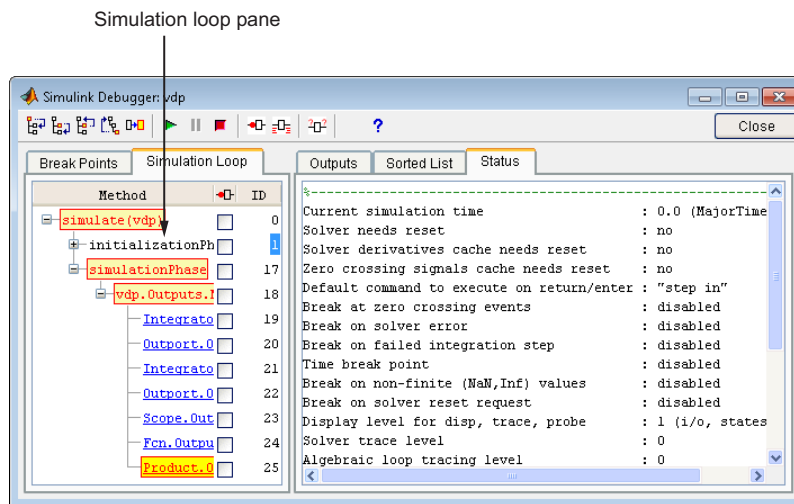 Simulation loop pane
Simulink Debugger: vdp
? Close
Break Points Simulation Loop Outputs Sorted List Status
Method ID
simulate(vdp) 0
initializationPh 1
simulationPhase 17
vdp.Outputs. 18
Integrato 19
Outport.O 20
Integrato 21
Outport.O 22
Scope.Out 23
Fcn.Outpu 24
Product.O 25
%----------------------------------------------------------------
Current simulation time : 0.0 (MajorTime
Solver needs reset : no
Solver derivatives cache needs reset : no
Zero crossing signals cache needs reset : no
Default command to execute on return/enter : "step in"
Break at zero crossing events : disabled
Break on solver error : disabled
Break on failed integration step : disabled
Time break point : disabled
Break on non-finite (NaN,Inf) values : disabled
Break on solver reset request : disabled
Display level for disp, trace, probe : 1 (i/o, states
Solver trace level : 0
Algebraic loop tracing level : 0